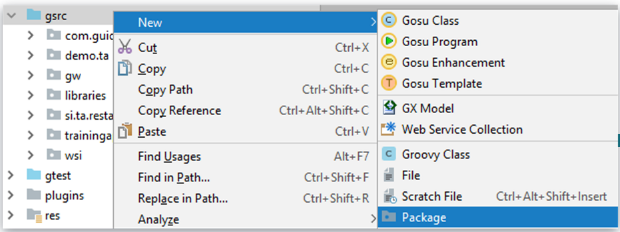 gsrc
com.guid
demo.ta
gw
libraries
si.ta.resta
traininga
wsi
gtest
plugins
res
New
Cut Ctrl+X
Copy Ctrl+C
Copy Path Ctrl+Shift+C
Copy Reference Ctrl+Alt+Shift+C
Paste Ctrl+V
Find Usages Alt+F7
Find in Path... Ctrl+Shift+F
Replace in Path... Ctrl+Shift+R
Analyze
Gosu Class
Gosu Program
Gosu Enhancement
Gosu Template
GX Model
Web Service Collection
Groovy Class
File
Scratch File Ctrl+Alt+Shift+Insert
Package